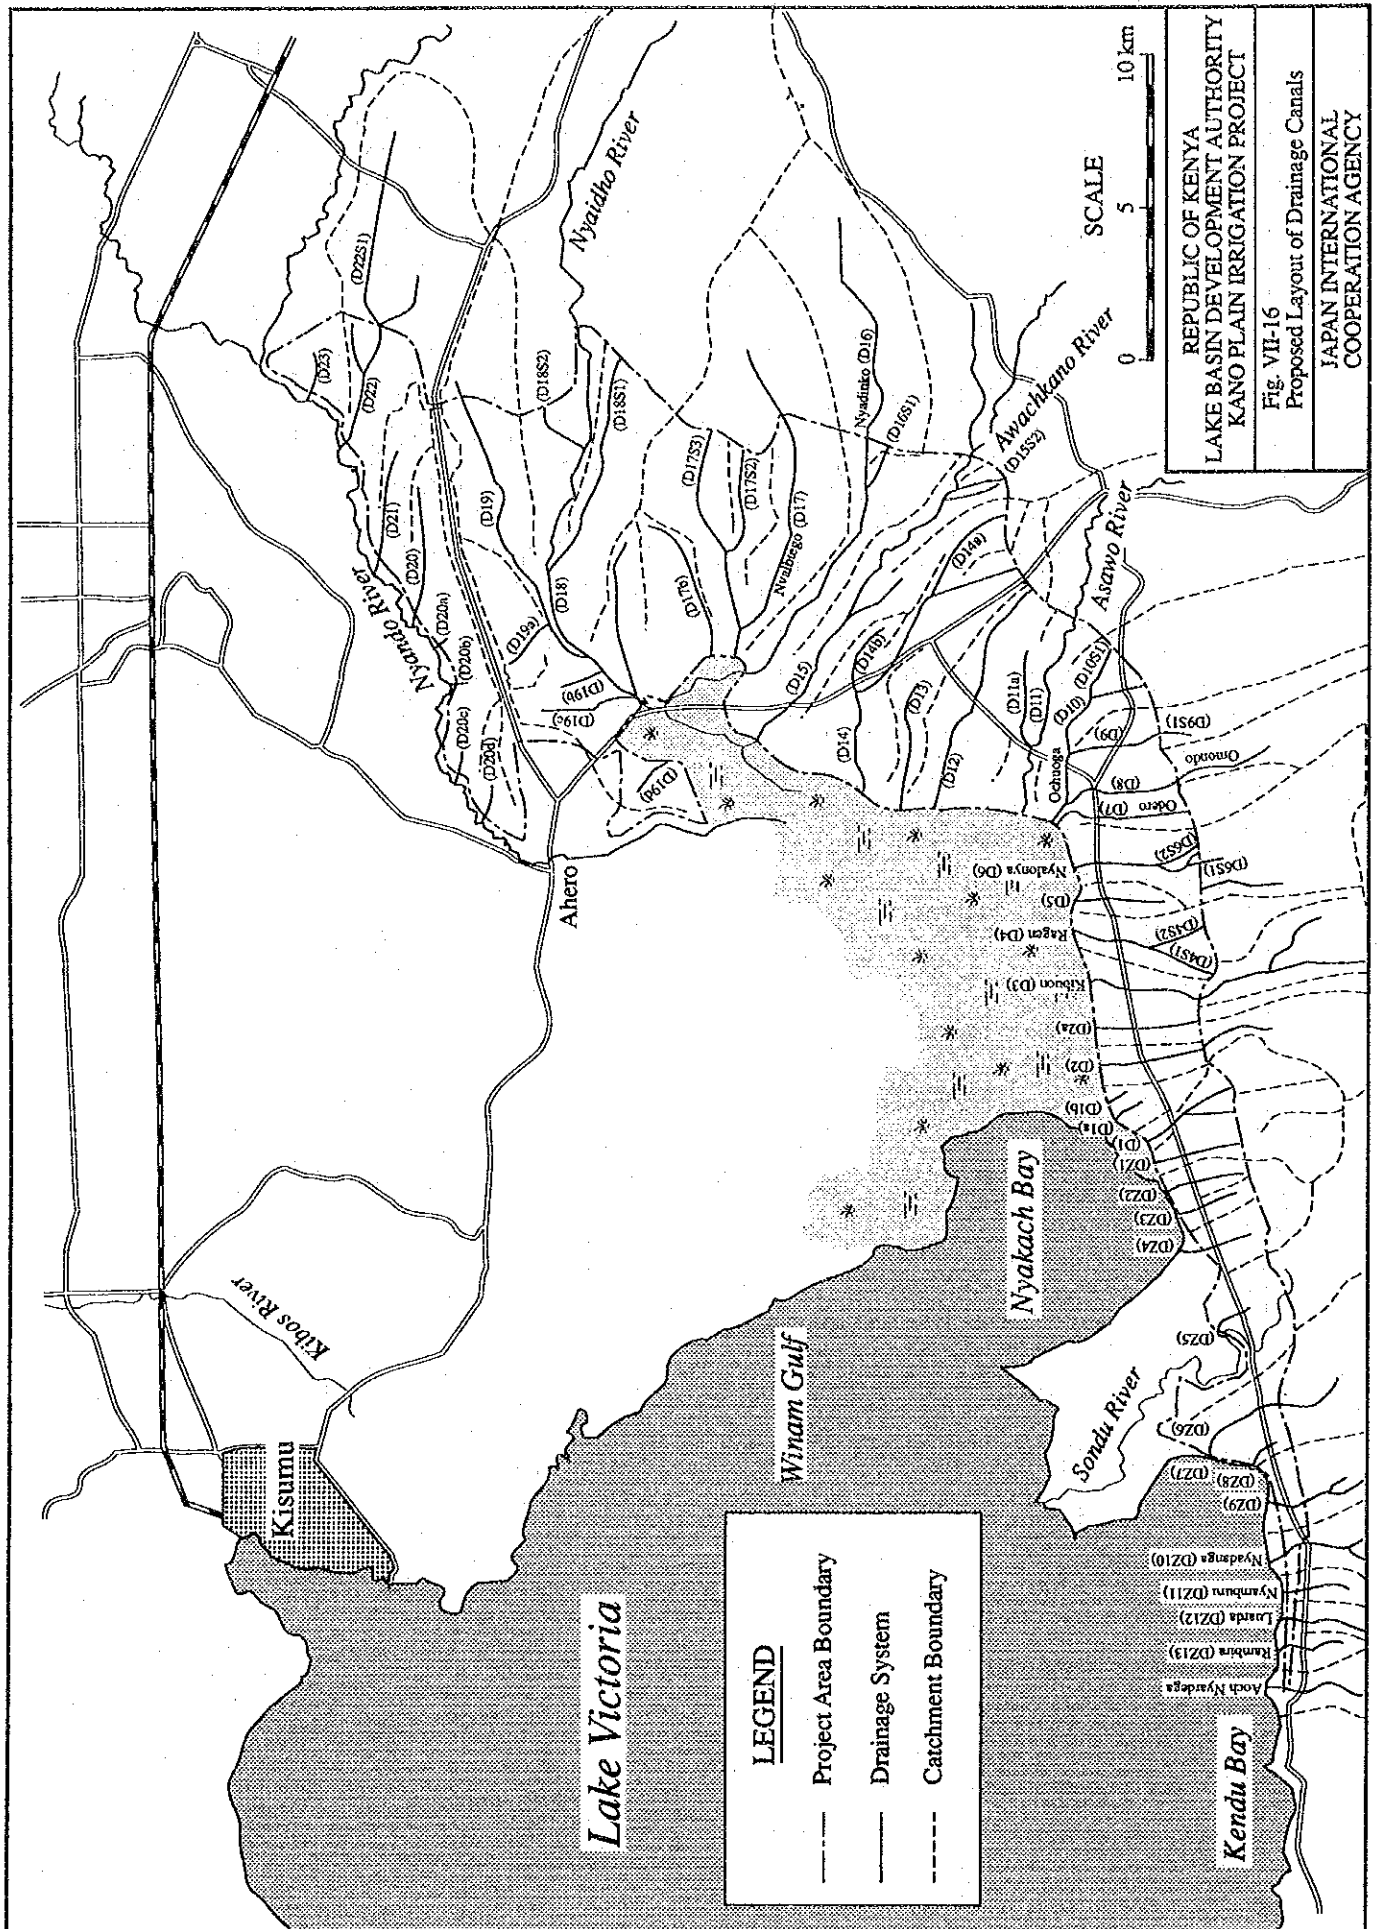 Kisumu
Kibos River
Lake Victoria
Winam Gulf
Nyakach Bay
Sondu River
Kendu Bay
Ahero
Nyando River
Nyaidho River
Awachkano River
Asawo River
LEGEND
Project Area Boundary
Drainage System
Catchment Boundary
(D23)
(D22)
(D22S1)
(D21)
(D20)
(D20a)
(D20b)
(D20c)
(D20d)
(D19)
(D19a)
(D19b)
(D19c)
(D19d)
(D18)
(D18S2)
(D18S1)
(D17b)
(D17S3)
(D17S2)
(D17)
Nyadinko (D16)
(D16S1)
(D15S2)
(D15)
(D14a)
(D14b)
(D14)
(D13)
(D12)
(D11a)
(D11)
(D10)
(D10S1)
Ochuoga
(D9)
(D9S1)
Omondo
(D8)
Odero (D7)
Nyalonya (D6)
(D6S2)
(D6S1)
(D5)
Ragen (D4)
(D4S2)
(D4S1)
Kibuon (D3)
(D2a)
(D2)
(D1b)
(D1a)
(D1)
(DZ1)
(DZ2)
(DZ3)
(DZ4)
(DZ5)
(DZ6)
(DZ7)
(DZ8)
(DZ9)
Nyadanga (DZ10)
Nyamburu (DZ11)
Luarda (DZ12)
Rambira (DZ13)
Aoch Nyardega
SCALE
0 5 10 km
REPUBLIC OF KENYA
LAKE BASIN DEVELOPMENT AUTHORITY
KANO PLAIN IRRIGATION PROJECT
Fig. VII-16
Proposed Layout of Drainage Canals
JAPAN INTERNATIONAL
COOPERATION AGENCY